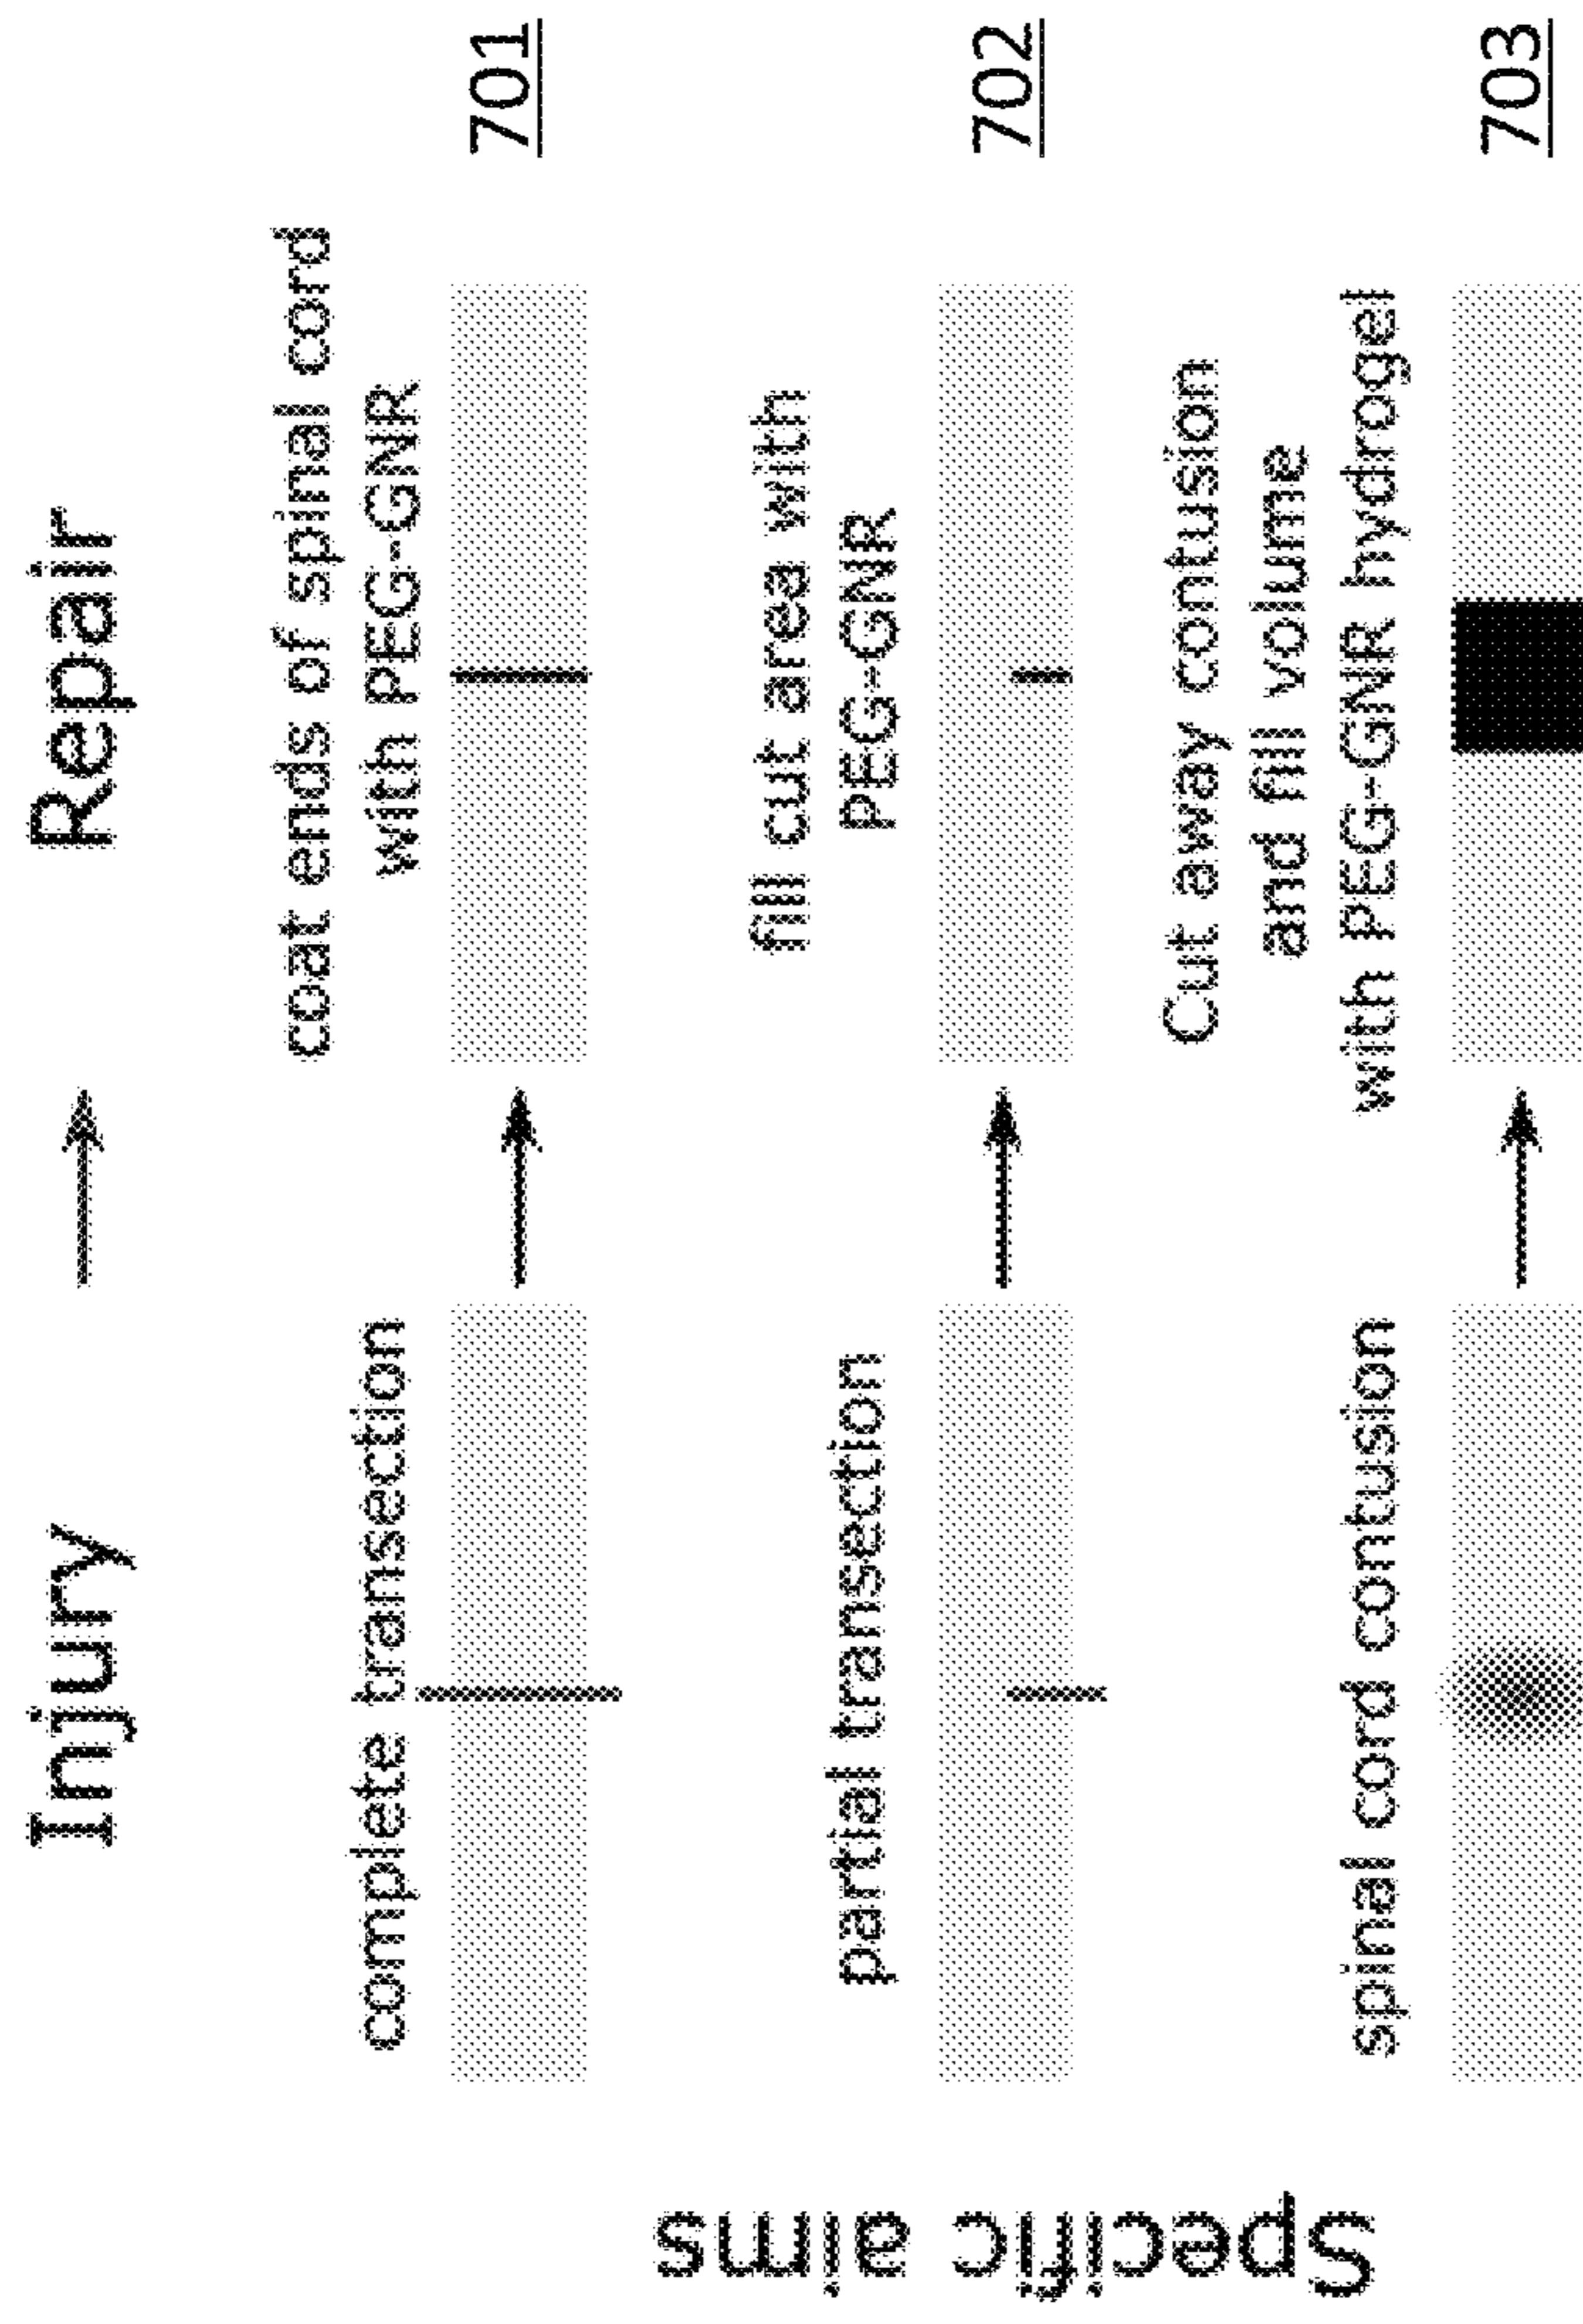 Injury
Repair
complete transection
coat ends of spinal cord
with PEG-GNR
701
partial transection
fill cut area with
PEG-GNR
702
spinal cord contusion
Cut away contusion
and fill volume
with PEG-GNR hydrogel
703
Specific aims